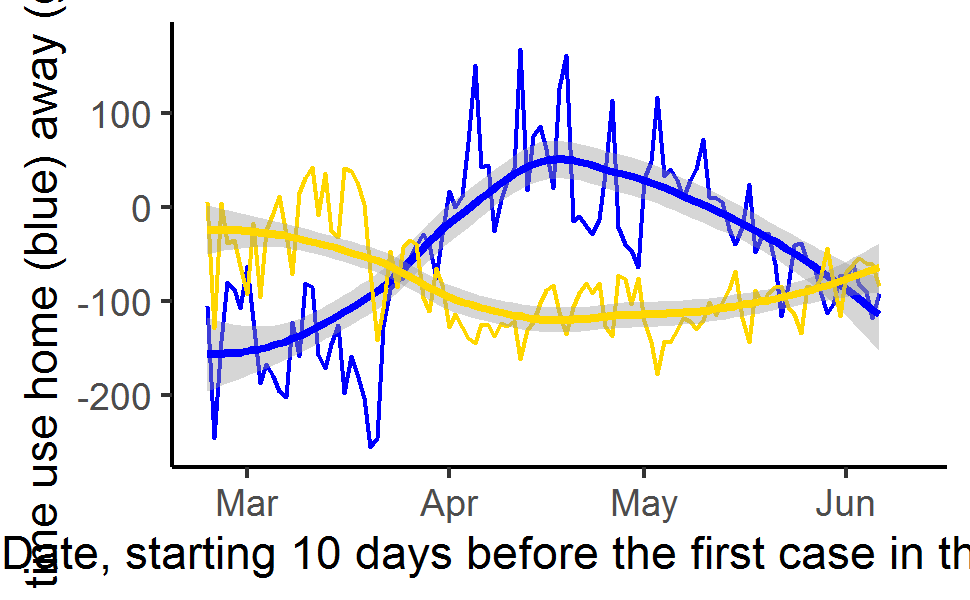 time use home (blue) away (
100
0
-100
-200
Mar Apr May Jun
Date, starting 10 days before the first case in th